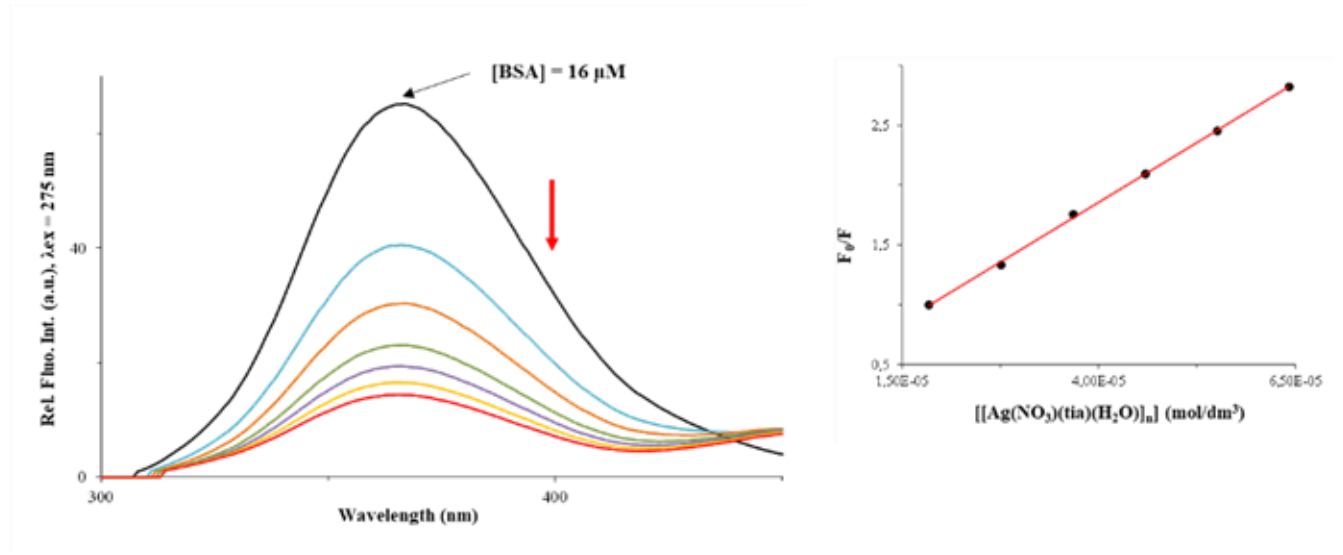 [BSA] = 16 µM
Rel. Fluo. Int. (a.u.), λex = 275 nm
40
0
300
400
Wavelength (nm)
F₀/F
2,5
1,5
0,5
1,50E-05
4,00E-05
6,50E-05
[[Ag(NO₃)(tia)(H₂O)]ₙ] (mol/dm³)